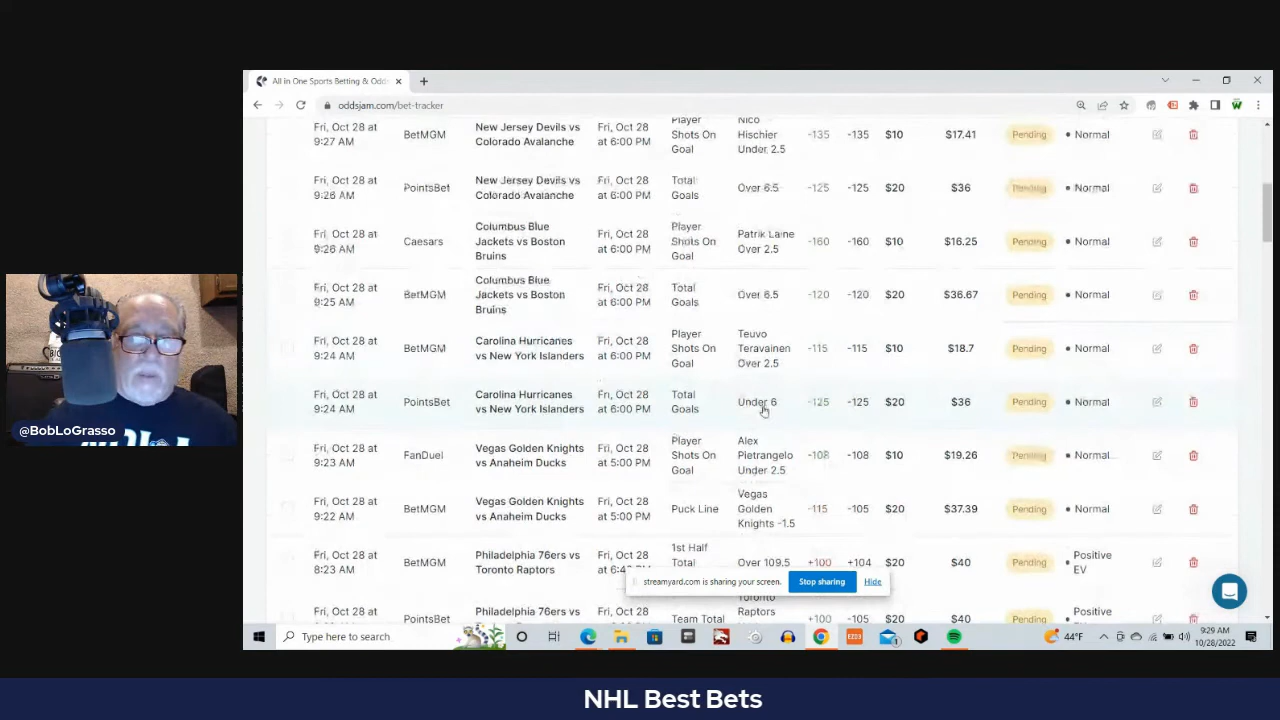 All in One Sports Betting & Odds
oddsjam.com/bet-tracker
Player Nico
Fri, Oct 28 at BetMGM New Jersey Devils vs Fri, Oct 28 Shots On Hischier -135 -135 $10 $17.41 Pending • Normal
9:27 AM Colorado Avalanche at 6:00 PM Goal Under 2.5
Fri, Oct 28 at PointsBet New Jersey Devils vs Fri, Oct 28 Total Over 6.5 -125 -125 $20 $36 Pending • Normal
9:26 AM Colorado Avalanche at 6:00 PM Goals
Columbus Blue Player
Fri, Oct 28 at Caesars Jackets vs Boston Fri, Oct 28 Shots On Patrik Laine -160 -160 $10 $16.25 Pending • Normal
9:26 AM Bruins at 6:00 PM Goal Over 2.5
Columbus Blue
Fri, Oct 28 at BetMGM Jackets vs Boston Fri, Oct 28 Total Over 6.5 -120 -120 $20 $36.67 Pending • Normal
9:25 AM Bruins at 6:00 PM Goals
Player Teuvo
Fri, Oct 28 at BetMGM Carolina Hurricanes Fri, Oct 28 Shots On Teravainen -115 -115 $10 $18.7 Pending • Normal
9:24 AM vs New York Islanders at 6:00 PM Goal Over 2.5
Fri, Oct 28 at PointsBet Carolina Hurricanes Fri, Oct 28 Total Under 6 -125 -125 $20 $36 Pending • Normal
9:24 AM vs New York Islanders at 6:00 PM Goals
Player Alex
Fri, Oct 28 at FanDuel Vegas Golden Knights Fri, Oct 28 Shots On Pietrangelo -108 -108 $10 $19.26 Pending • Normal
9:23 AM vs Anaheim Ducks at 5:00 PM Goal Under 2.5
Vegas
Fri, Oct 28 at BetMGM Vegas Golden Knights Fri, Oct 28 Puck Line Golden -115 -105 $20 $37.39 Pending • Normal
9:22 AM vs Anaheim Ducks at 5:00 PM Knights -1.5
1st Half
Fri, Oct 28 at BetMGM Philadelphia 76ers vs Fri, Oct 28 Total Over 109.5 +100 +104 $20 $40 Pending • Positive
8:23 AM Toronto Raptors EV
Toronto
Fri, Oct 28 at PointsBet Philadelphia 76ers vs Fri, Oct 28 Team Total Raptors +100 -105 $20 $40 Pending • Positive
streamyard.com is sharing your screen. Stop sharing Hide
@BobLoGrasso
Type here to search
44°F
9:29 AM
10/28/2022
NHL Best Bets